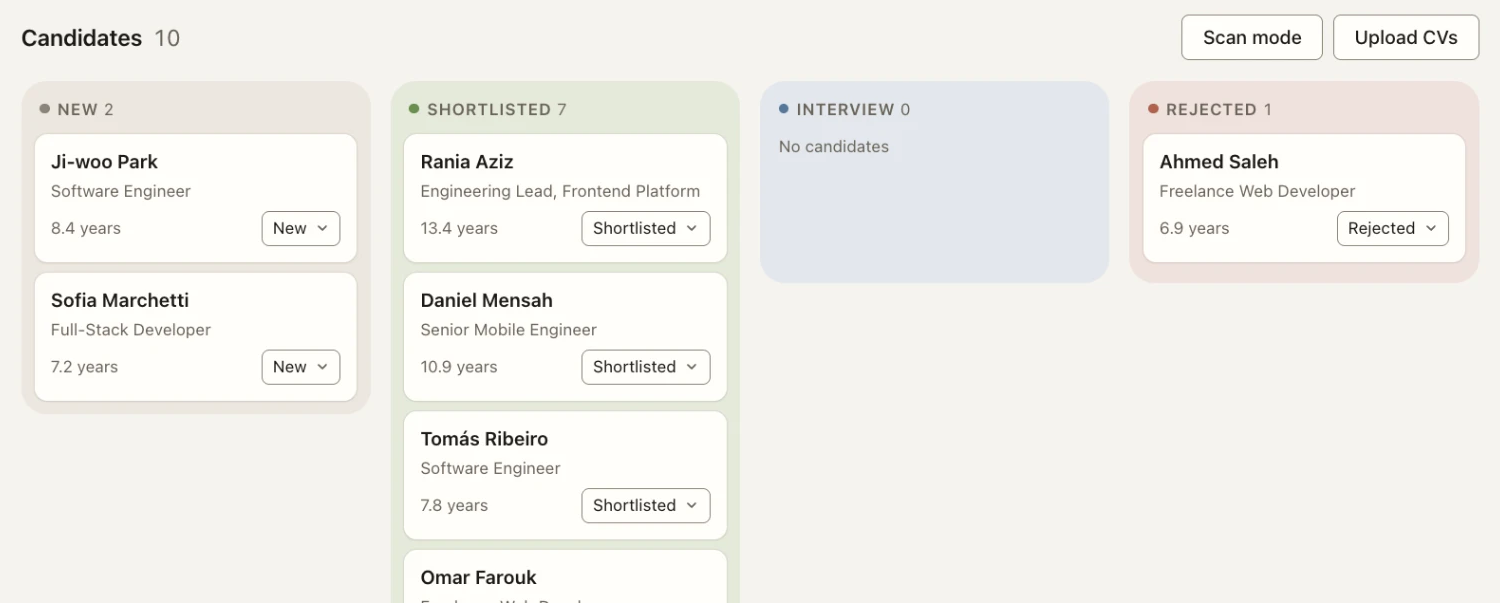 Candidates 10
Scan mode
Upload CVs
NEW 2
Ji-woo Park
Software Engineer
8.4 years
New
Sofia Marchetti
Full-Stack Developer
7.2 years
New
SHORTLISTED 7
Rania Aziz
Engineering Lead, Frontend Platform
13.4 years
Shortlisted
Daniel Mensah
Senior Mobile Engineer
10.9 years
Shortlisted
Tomás Ribeiro
Software Engineer
7.8 years
Shortlisted
Omar Farouk
INTERVIEW 0
No candidates
REJECTED 1
Ahmed Saleh
Freelance Web Developer
6.9 years
Rejected